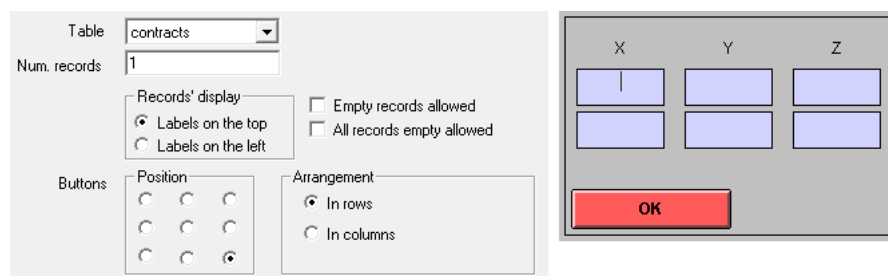 Table contracts
Num. records 1
Records' display
Labels on the top
Labels on the left
Empty records allowed
All records empty allowed
Buttons
Position
Arrangement
In rows
In columns
X Y Z
OK